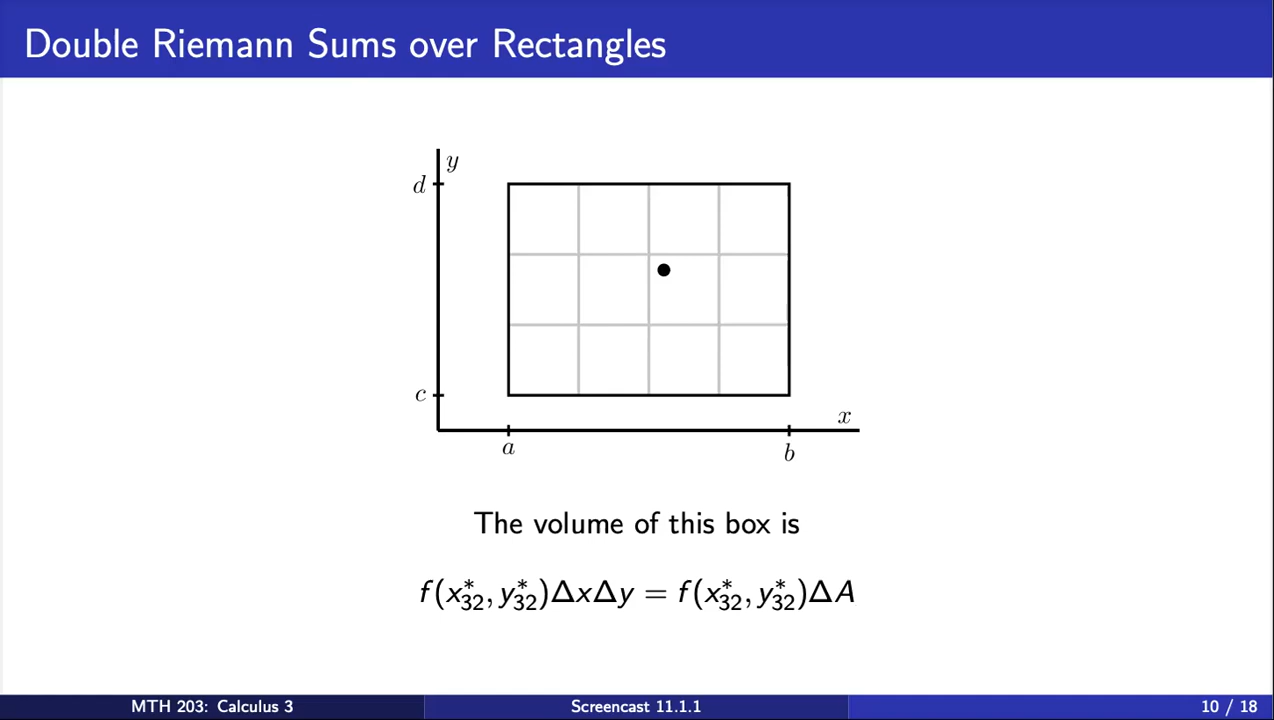 Double Riemann Sums over Rectangles
y
d
c
x
a
b
The volume of this box is
f(x*₃₂, y*₃₂)ΔxΔy = f(x*₃₂, y*₃₂)ΔA
MTH 203: Calculus 3
Screencast 11.1.1
10 / 18